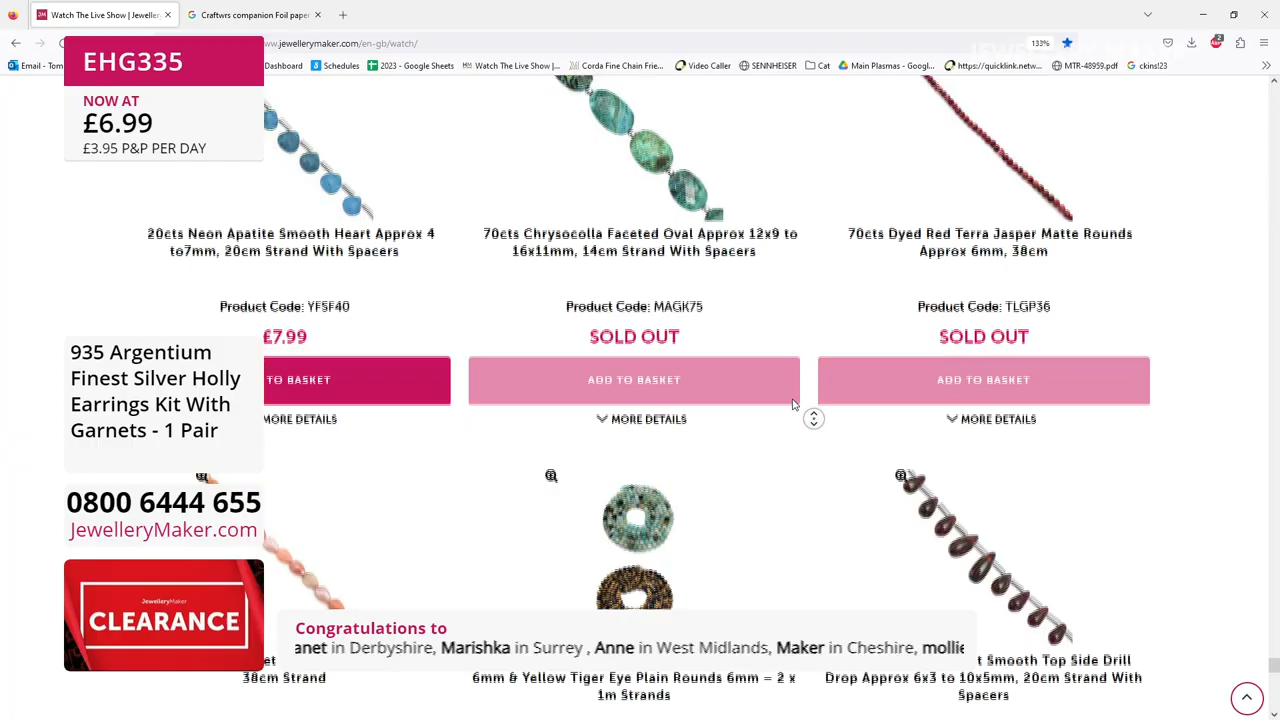 Watch The Live Show | Jeweller
Craftwrs companion Foil paper
ww.jewellerymaker.com/en-gb/watch/
133%
Email - Tom
Dashboard
Schedules
2023 - Google Sheets
Watch The Live Show |...
Corda Fine Chain Frie...
Video Caller
SENNHEISER
Cat
Main Plasmas - Googl...
https://quicklink.netw...
MTR-48959.pdf
ckins!23
EHG335
NOW AT
£6.99
£3.95 P&P PER DAY
20cts Neon Apatite Smooth Heart Approx 4
to7mm, 20cm Strand With Spacers
Product Code: YFSF40
£7.99
TO BASKET
MORE DETAILS
70cts Chrysocolla Faceted Oval Approx 12x9 to
16x11mm, 14cm Strand With Spacers
Product Code: MAGK75
SOLD OUT
ADD TO BASKET
MORE DETAILS
70cts Dyed Red Terra Jasper Matte Rounds
Approx 6mm, 38cm
Product Code: TLGP36
SOLD OUT
ADD TO BASKET
MORE DETAILS
935 Argentium
Finest Silver Holly
Earrings Kit With
Garnets - 1 Pair
0800 6444 655
JewelleryMaker.com
JewelleryMaker
CLEARANCE
Congratulations to
anet in Derbyshire, Marishka in Surrey , Anne in West Midlands, Maker in Cheshire, mollie
38cm Strand
6mm & Yellow Tiger Eye Plain Rounds 6mm = 2 x
1m Strands
t Smooth Top Side Drill
Drop Approx 6x3 to 10x5mm, 20cm Strand With
Spacers